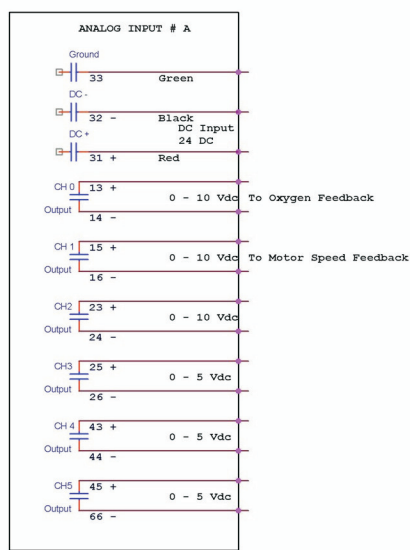 ANALOG INPUT # A
Ground
33 Green
DC -
32 - Black
DC Input
24 DC
DC +
31 + Red
CH 0 13 +
0 - 10 Vdc To Oxygen Feedback
Output 14 -
CH 1 15 +
0 - 10 Vdc To Motor Speed Feedback
Output 16 -
CH2 23 +
0 - 10 Vdc
Output 24 -
CH3 25 +
0 - 5 Vdc
Output 26 -
CH 4 43 +
0 - 5 Vdc
Output 44 -
CH5 45 +
0 - 5 Vdc
Output 66 -